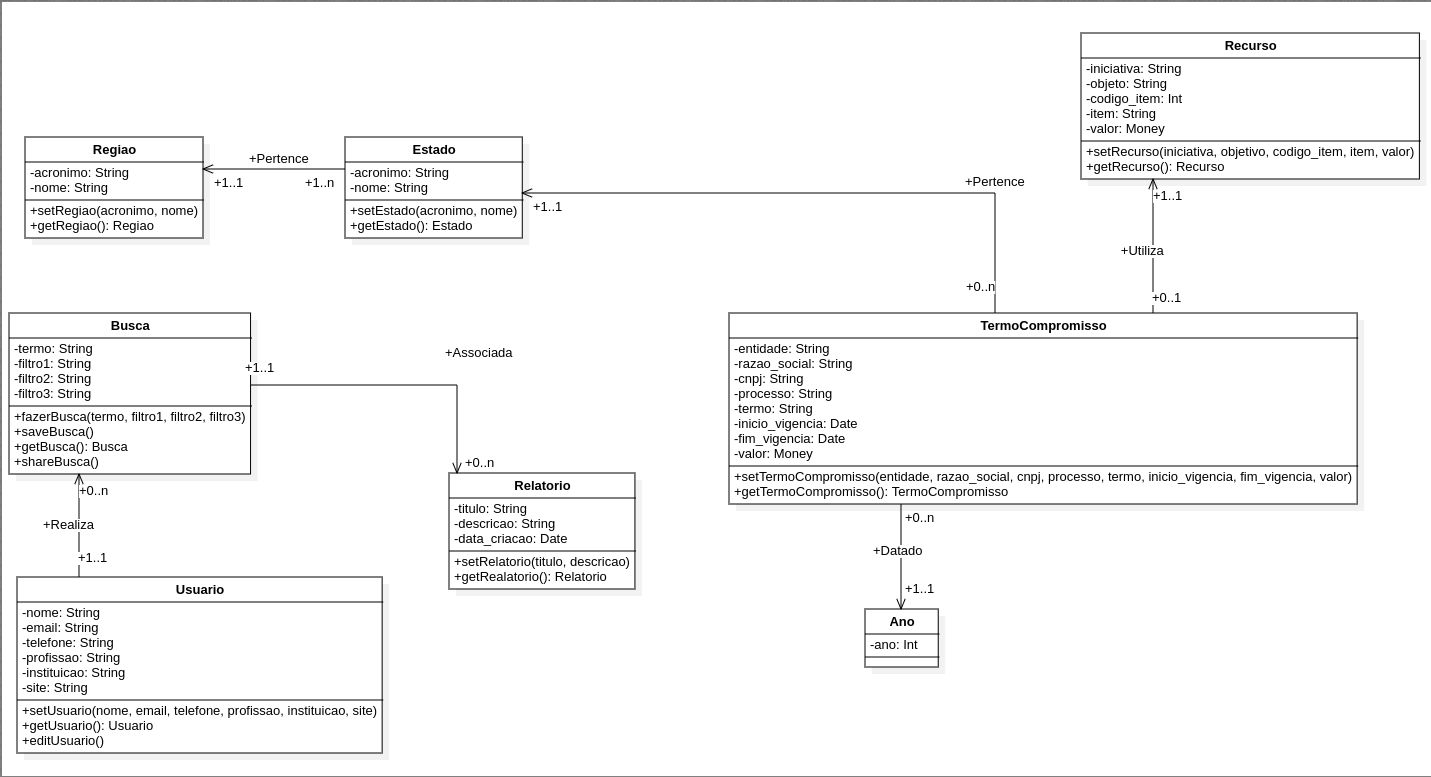 Recurso
-iniciativa: String
-objeto: String
-codigo_item: Int
-item: String
-valor: Money
+setRecurso(iniciativa, objetivo, codigo_item, item, valor)
+getRecurso(): Recurso
Regiao
-acronimo: String
-nome: String
+setRegiao(acronimo, nome)
+getRegiao(): Regiao
+Pertence
+1..1
+1..n
Estado
-acronimo: String
-nome: String
+setEstado(acronimo, nome)
+getEstado(): Estado
+Pertence
+1..1
+0..n
+1..1
+Utiliza
+0..1
Busca
-termo: String
-filtro1: String
-filtro2: String
-filtro3: String
+fazerBusca(termo, filtro1, filtro2, filtro3)
+saveBusca()
+getBusca(): Busca
+shareBusca()
+1..1
+Associada
+0..n
TermoCompromisso
-entidade: String
-razao_social: String
-cnpj: String
-processo: String
-termo: String
-inicio_vigencia: Date
-fim_vigencia: Date
-valor: Money
+setTermoCompromisso(entidade, razao_social, cnpj, processo, termo, inicio_vigencia, fim_vigencia, valor)
+getTermoCompromisso(): TermoCompromisso
+0..n
+Realiza
+1..1
Relatorio
-titulo: String
-descricao: String
-data_criacao: Date
+setRelatorio(titulo, descricao)
+getRealatorio(): Relatorio
+0..n
+Datado
+1..1
Usuario
-nome: String
-email: String
-telefone: String
-profissao: String
-instituicao: String
-site: String
+setUsuario(nome, email, telefone, profissao, instituicao, site)
+getUsuario(): Usuario
+editUsuario()
Ano
-ano: Int